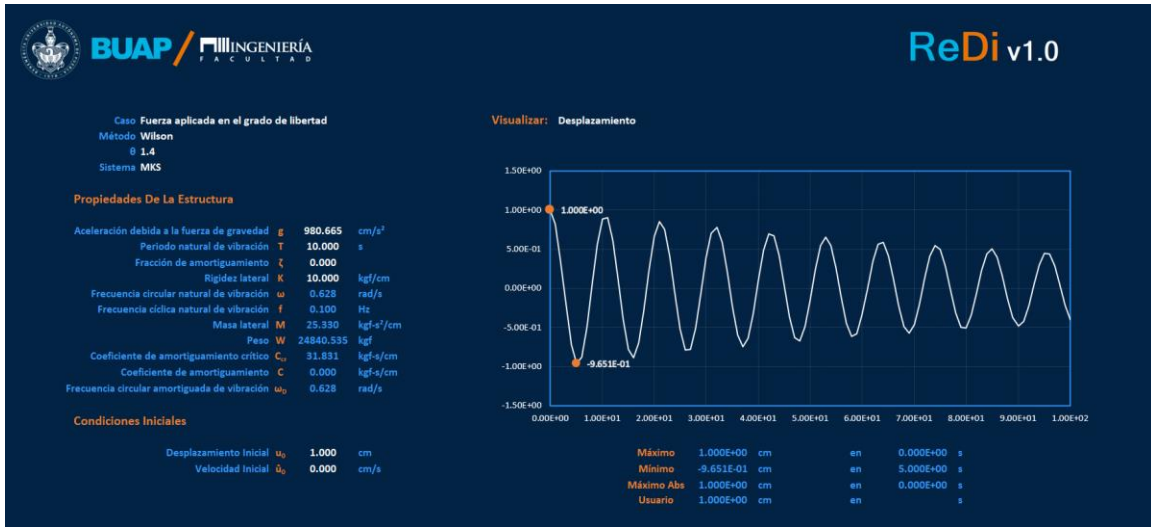 BUAP / INGENIERÍA
FACULTAD
ReDi v1.0
Caso Fuerza aplicada en el grado de libertad
Método Wilson
θ 1.4
Sistema MKS
Propiedades De La Estructura
Aceleración debida a la fuerza de gravedad g 980.665 cm/s²
Periodo natural de vibración T 10.000 s
Fracción de amortiguamiento ζ 0.000
Rigidez lateral K 10.000 kgf/cm
Frecuencia circular natural de vibración ω 0.628 rad/s
Frecuencia cíclica natural de vibración f 0.100 Hz
Masa lateral M 25.330 kgf-s²/cm
Peso W 24840.535 kgf
Coeficiente de amortiguamiento crítico Ccr 31.831 kgf-s/cm
Coeficiente de amortiguamiento C 0.000 kgf-s/cm
Frecuencia circular amortiguada de vibración ωD 0.628 rad/s
Condiciones Iniciales
Desplazamiento Inicial u₀ 1.000 cm
Velocidad Inicial u̇₀ 0.000 cm/s
Visualizar: Desplazamiento
1.50E+00
1.00E+00
5.00E-01
0.00E+00
-5.00E-01
-1.00E+00
-1.50E+00
1.000E+00
-9.651E-01
0.00E+00 1.00E+01 2.00E+01 3.00E+01 4.00E+01 5.00E+01 6.00E+01 7.00E+01 8.00E+01 9.00E+01 1.00E+02
Máximo 1.000E+00 cm en 0.000E+00 s
Mínimo -9.651E-01 cm en 5.000E+00 s
Máximo Abs 1.000E+00 cm en 0.000E+00 s
Usuario 1.000E+00 cm en s